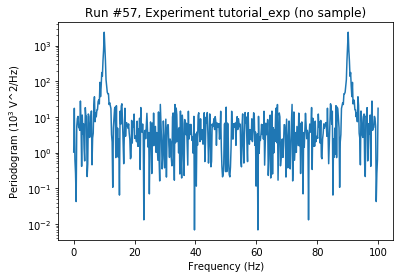 Run #57, Experiment tutorial_exp (no sample)
Periodogram (10³ V^2/Hz)
10³
10²
10¹
10⁰
10⁻¹
10⁻²
0 20 40 60 80 100
Frequency (Hz)